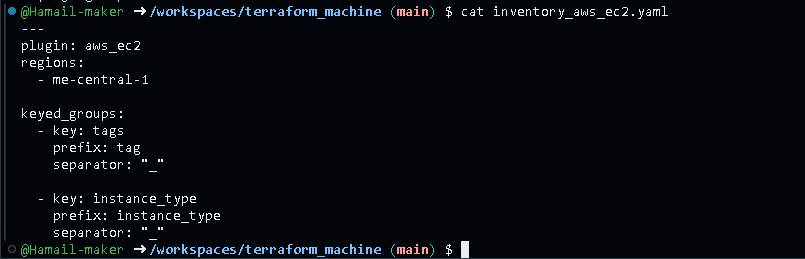 @Hamail-maker ➜/workspaces/terraform_machine (main) $ cat inventory_aws_ec2.yaml
---
plugin: aws_ec2
regions:
  - me-central-1

keyed_groups:
  - key: tags
    prefix: tag
    separator: "_"

  - key: instance_type
    prefix: instance_type
    separator: "_"
@Hamail-maker ➜/workspaces/terraform_machine (main) $